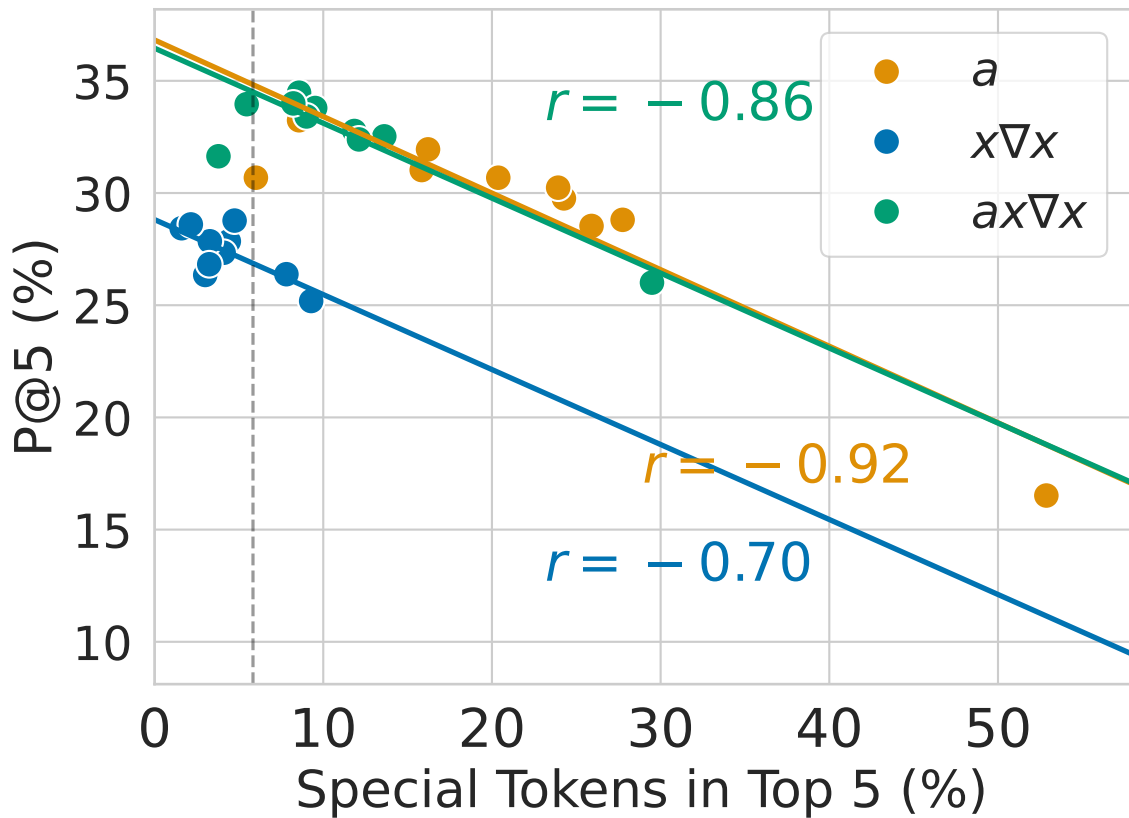 35
30
25
20
15
10
P@5 (%)
r = − 0.86
r = − 0.92
r = − 0.70
a
x∇x
ax∇x
0 10 20 30 40 50
Special Tokens in Top 5 (%)